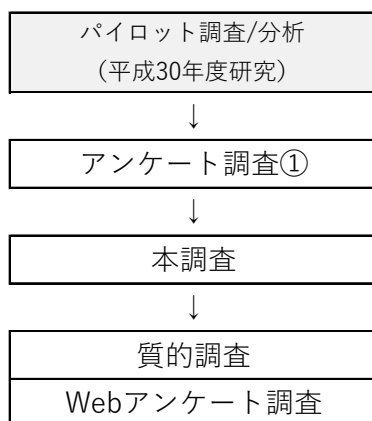 パイロット調査/分析
（平成30年度研究）
↓
アンケート調査①
↓
本調査
↓
質的調査
Webアンケート調査